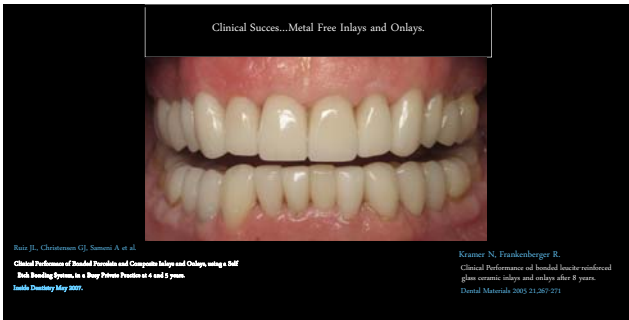 Clinical Succes...Metal Free Inlays and Onlays.
Ruiz JL, Christensen GJ, Sameni A et al.
Clinical Performace of Bonded Porcelain and Composite Inlays and Onlays, using a Self
Etch Bonding System, in a Busy Private Practice at 4 and 5 years.
Inside Dentistry May 2007.
Kramer N, Frankenberger R.
Clinical Performance od bonded leucite-reinforced
glass ceramic inlays and onlays after 8 years.
Dental Materials 2005 21,267-271